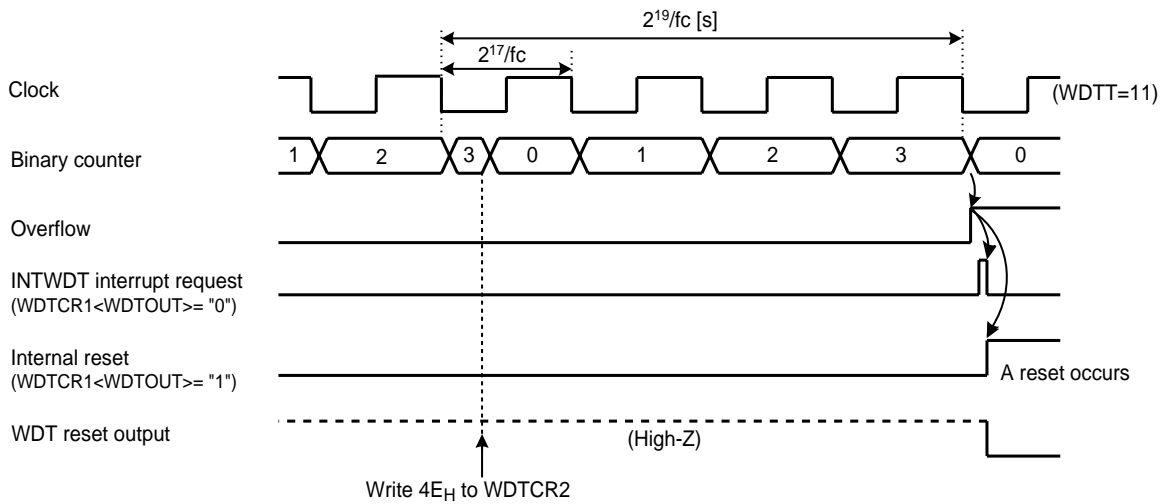 2¹⁹/fc [s]
2¹⁷/fc
Clock
(WDTT=11)
Binary counter
1 2 3 0 1 2 3 0
Overflow
INTWDT interrupt request
(WDTCR1<WDTOUT>= "0")
Internal reset
(WDTCR1<WDTOUT>= "1")
A reset occurs
WDT reset output
(High-Z)
Write 4E_H to WDTCR2